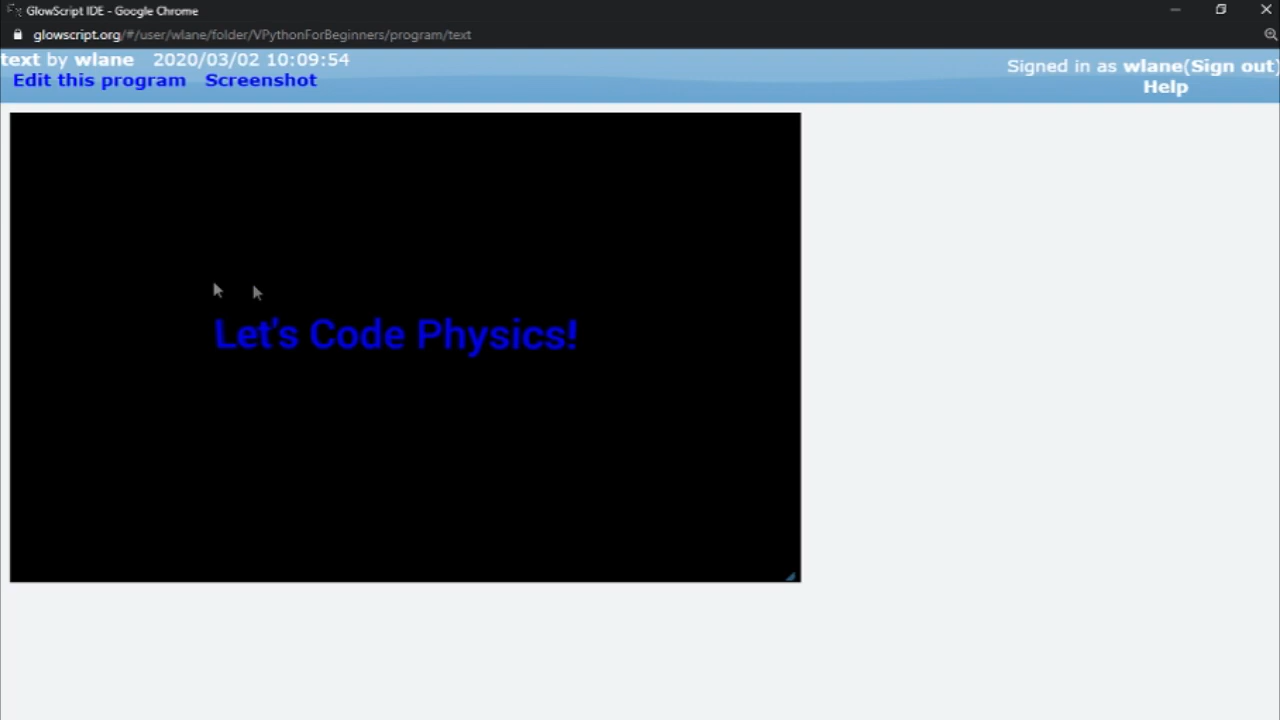 GlowScript IDE - Google Chrome
glowscript.org/#/user/wlane/folder/VPythonForBeginners/program/text
text by wlane 2020/03/02 10:09:54
Signed in as wlane(Sign out)
Edit this program Screenshot
Help
Let's Code Physics!